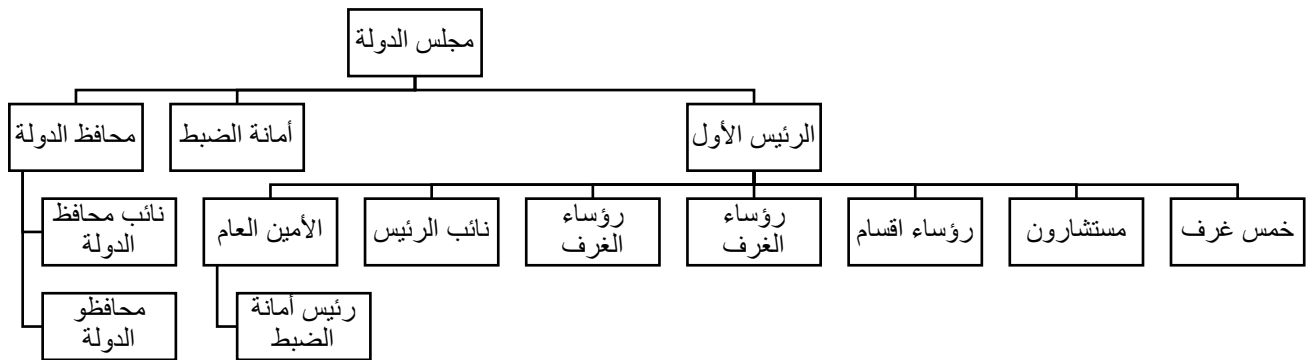 مجلس الدولة
الرئيس الأول
أمانة الضبط
محافظ الدولة
خمس غرف
مستشارون
رؤساء اقسام
رؤساء
الغرف
رؤساء
الغرف
نائب الرئيس
الأمين العام
نائب محافظ
الدولة
رئيس أمانة
الضبط
محافظو
الدولة